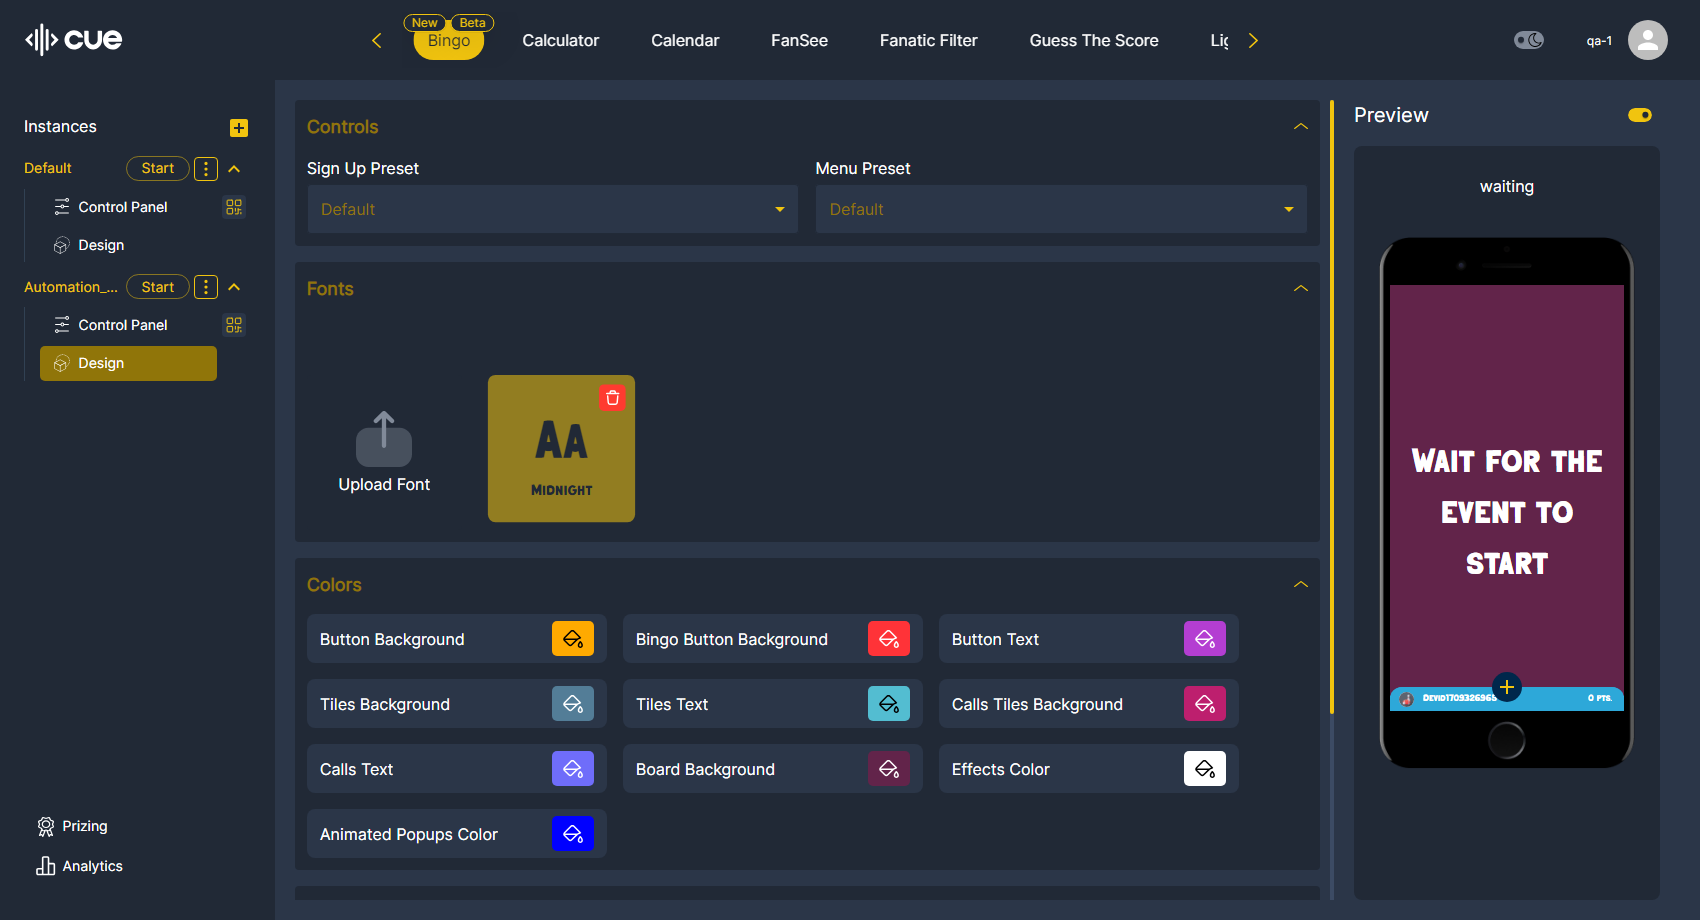 cue
New
Beta
Bingo
Calculator
Calendar
FanSee
Fanatic Filter
Guess The Score
qa-1
Instances
Default
Start
Control Panel
Design
Automation_...
Start
Control Panel
Design
Prizing
Analytics
Controls
Sign Up Preset
Menu Preset
Default
Default
Fonts
Upload Font
Aa
Midnight
Colors
Button Background
Bingo Button Background
Button Text
Tiles Background
Tiles Text
Calls Tiles Background
Calls Text
Board Background
Effects Color
Animated Popups Color
Preview
waiting
Wait for the
event to
start
0 pts.